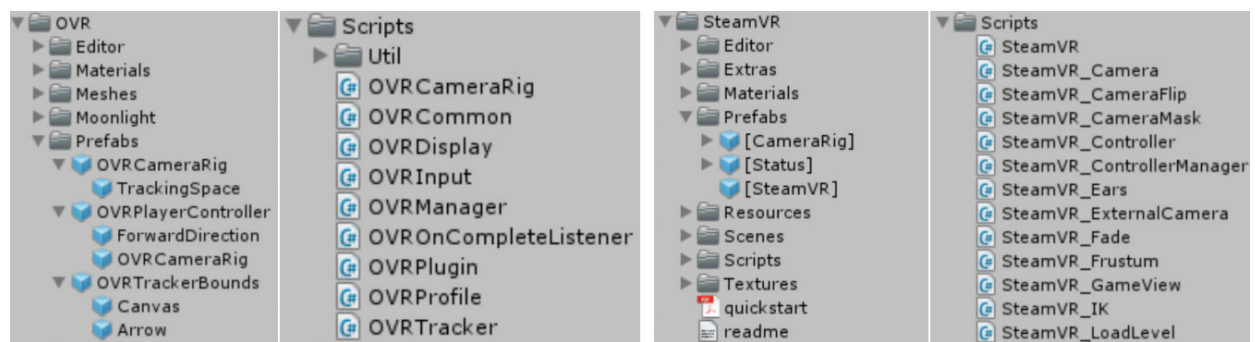 OVR
Editor
Materials
Meshes
Moonlight
Prefabs
OVRCameraRig
TrackingSpace
OVRPlayerController
ForwardDirection
OVRCameraRig
OVRTrackerBounds
Canvas
Arrow
Scripts
Util
OVRCameraRig
OVRCommon
OVRDisplay
OVRInput
OVRManager
OVROnCompleteListener
OVRPlugin
OVRProfile
OVRTracker
SteamVR
Editor
Extras
Materials
Prefabs
[CameraRig]
[Status]
[SteamVR]
Resources
Scenes
Scripts
Textures
quickstart
readme
Scripts
SteamVR
SteamVR_Camera
SteamVR_CameraFlip
SteamVR_CameraMask
SteamVR_Controller
SteamVR_ControllerManager
SteamVR_Ears
SteamVR_ExternalCamera
SteamVR_Fade
SteamVR_Frustum
SteamVR_GameView
SteamVR_IK
SteamVR_LoadLevel